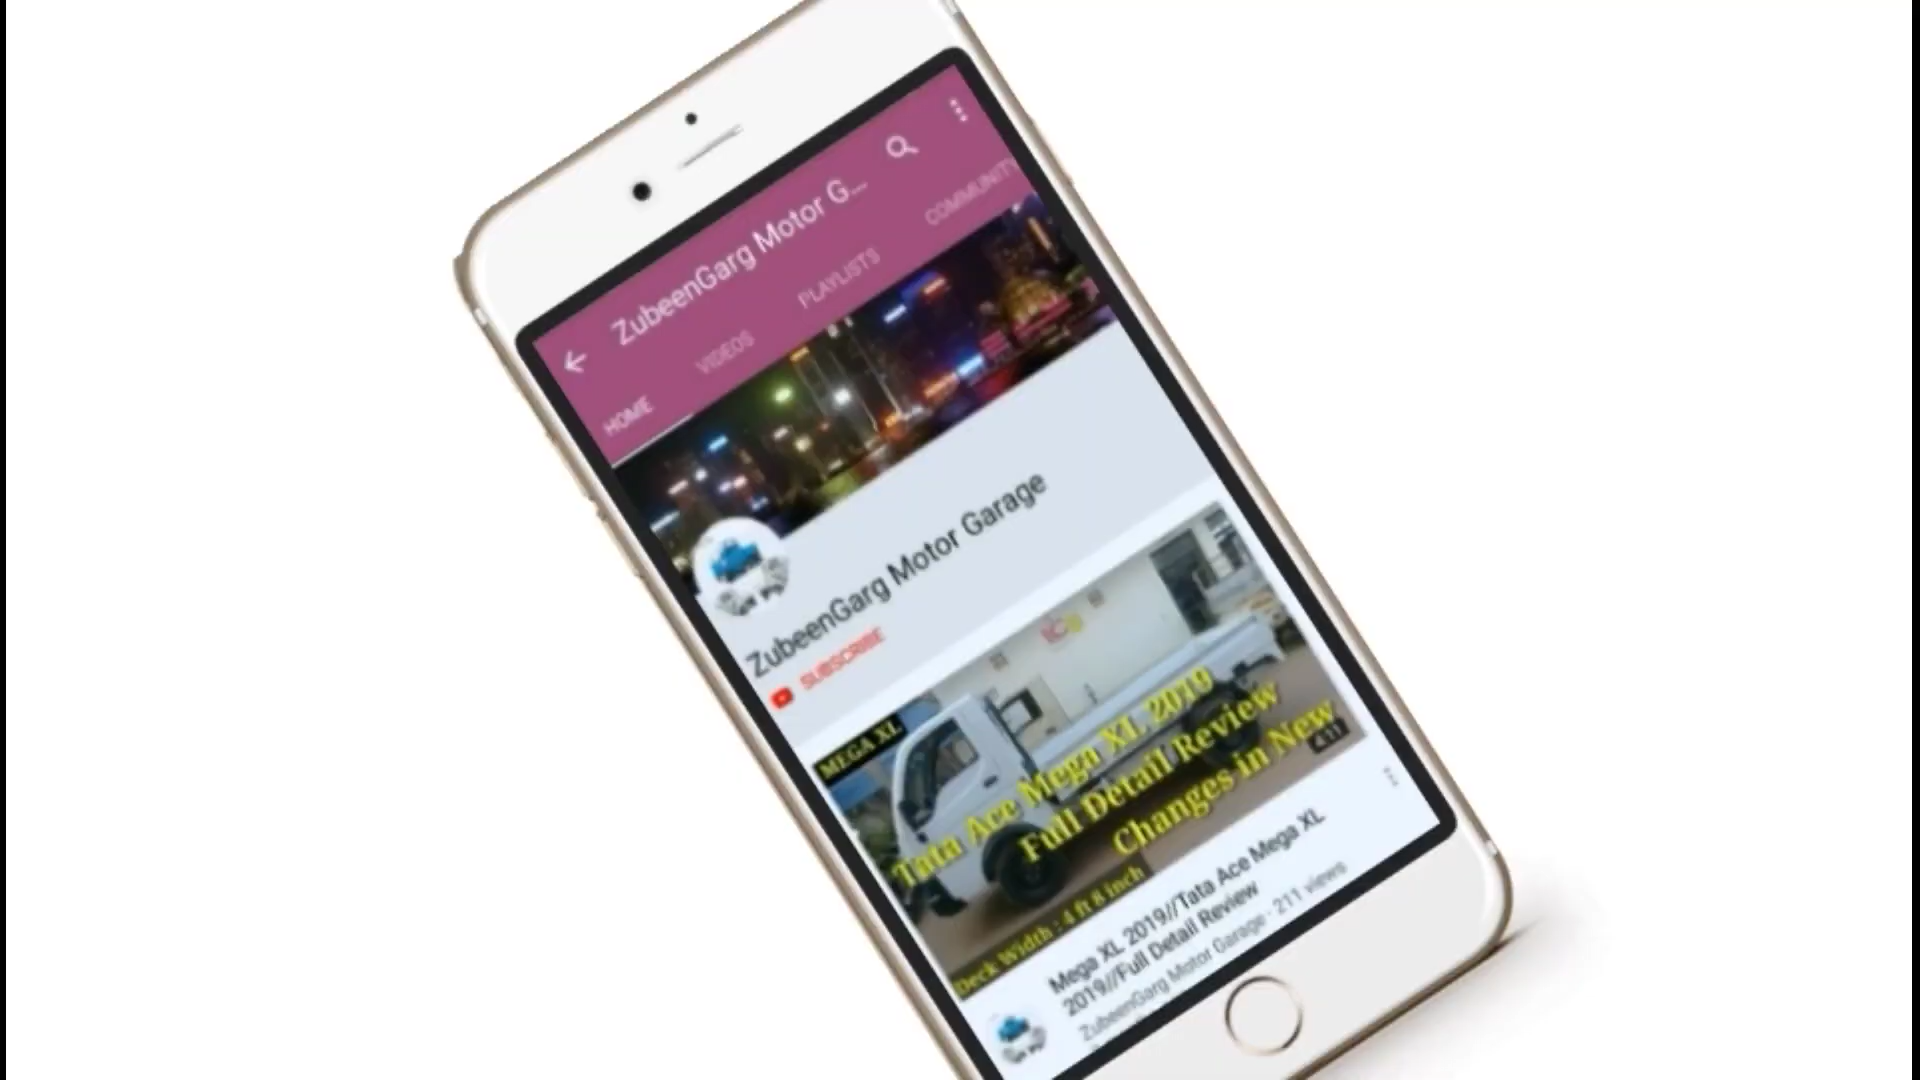 ZubeenGarg Motor G...
HOME VIDEOS PLAYLISTS COMMUNITY
ZubeenGarg Motor Garage
SUBSCRIBE
MEGA XL
Tata Ace Mega XL 2019
Full Detail Review
Changes in New
4:11
Deck Width : 4 ft 8 inch
Mega XL 2019//Tata Ace Mega XL
2019//Full Detail Review
ZubeenGarg Motor Garage · 211 views